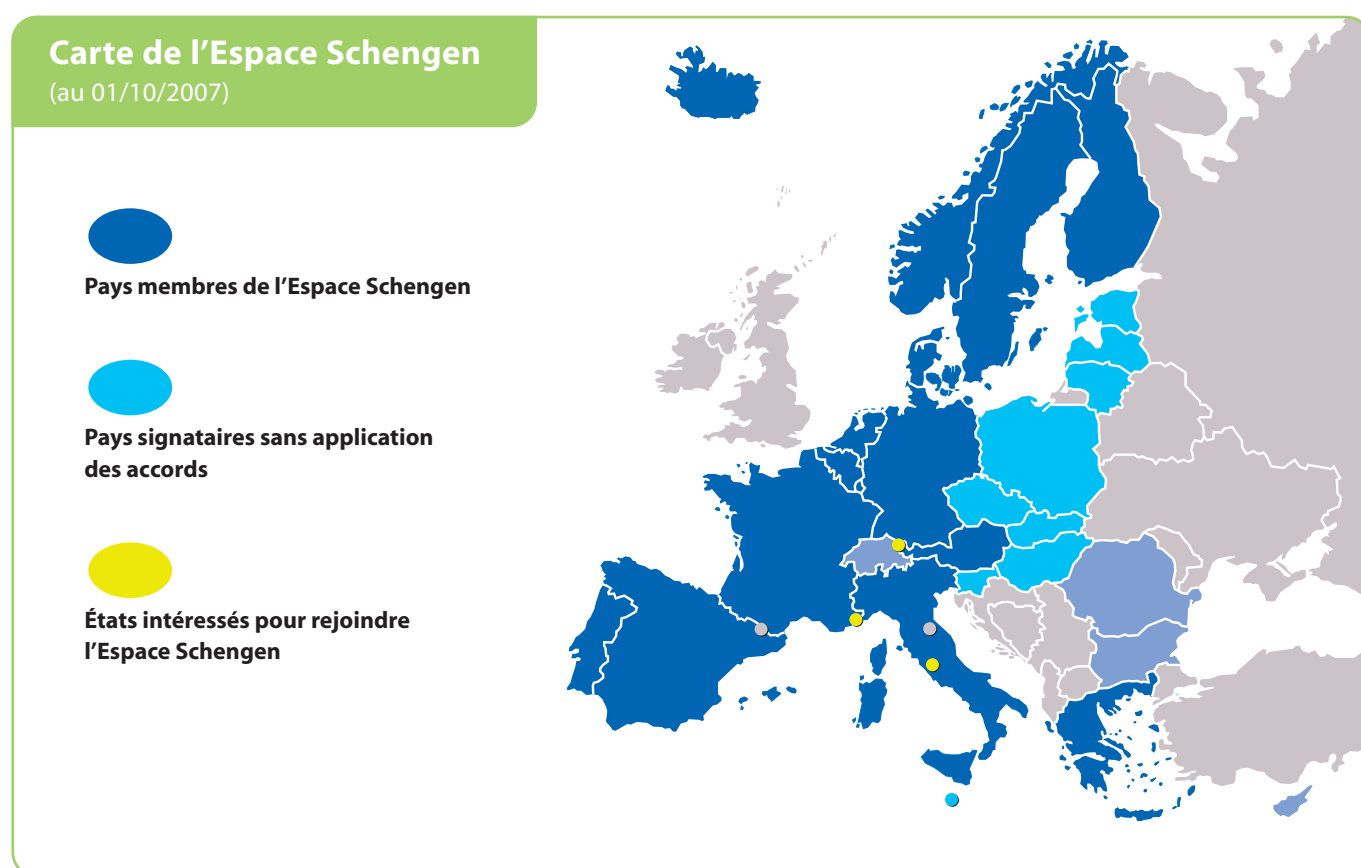 Carte de l’Espace Schengen
(au 01/10/2007)
Pays membres de l’Espace Schengen
Pays signataires sans application
des accords
États intéressés pour rejoindre
l’Espace Schengen